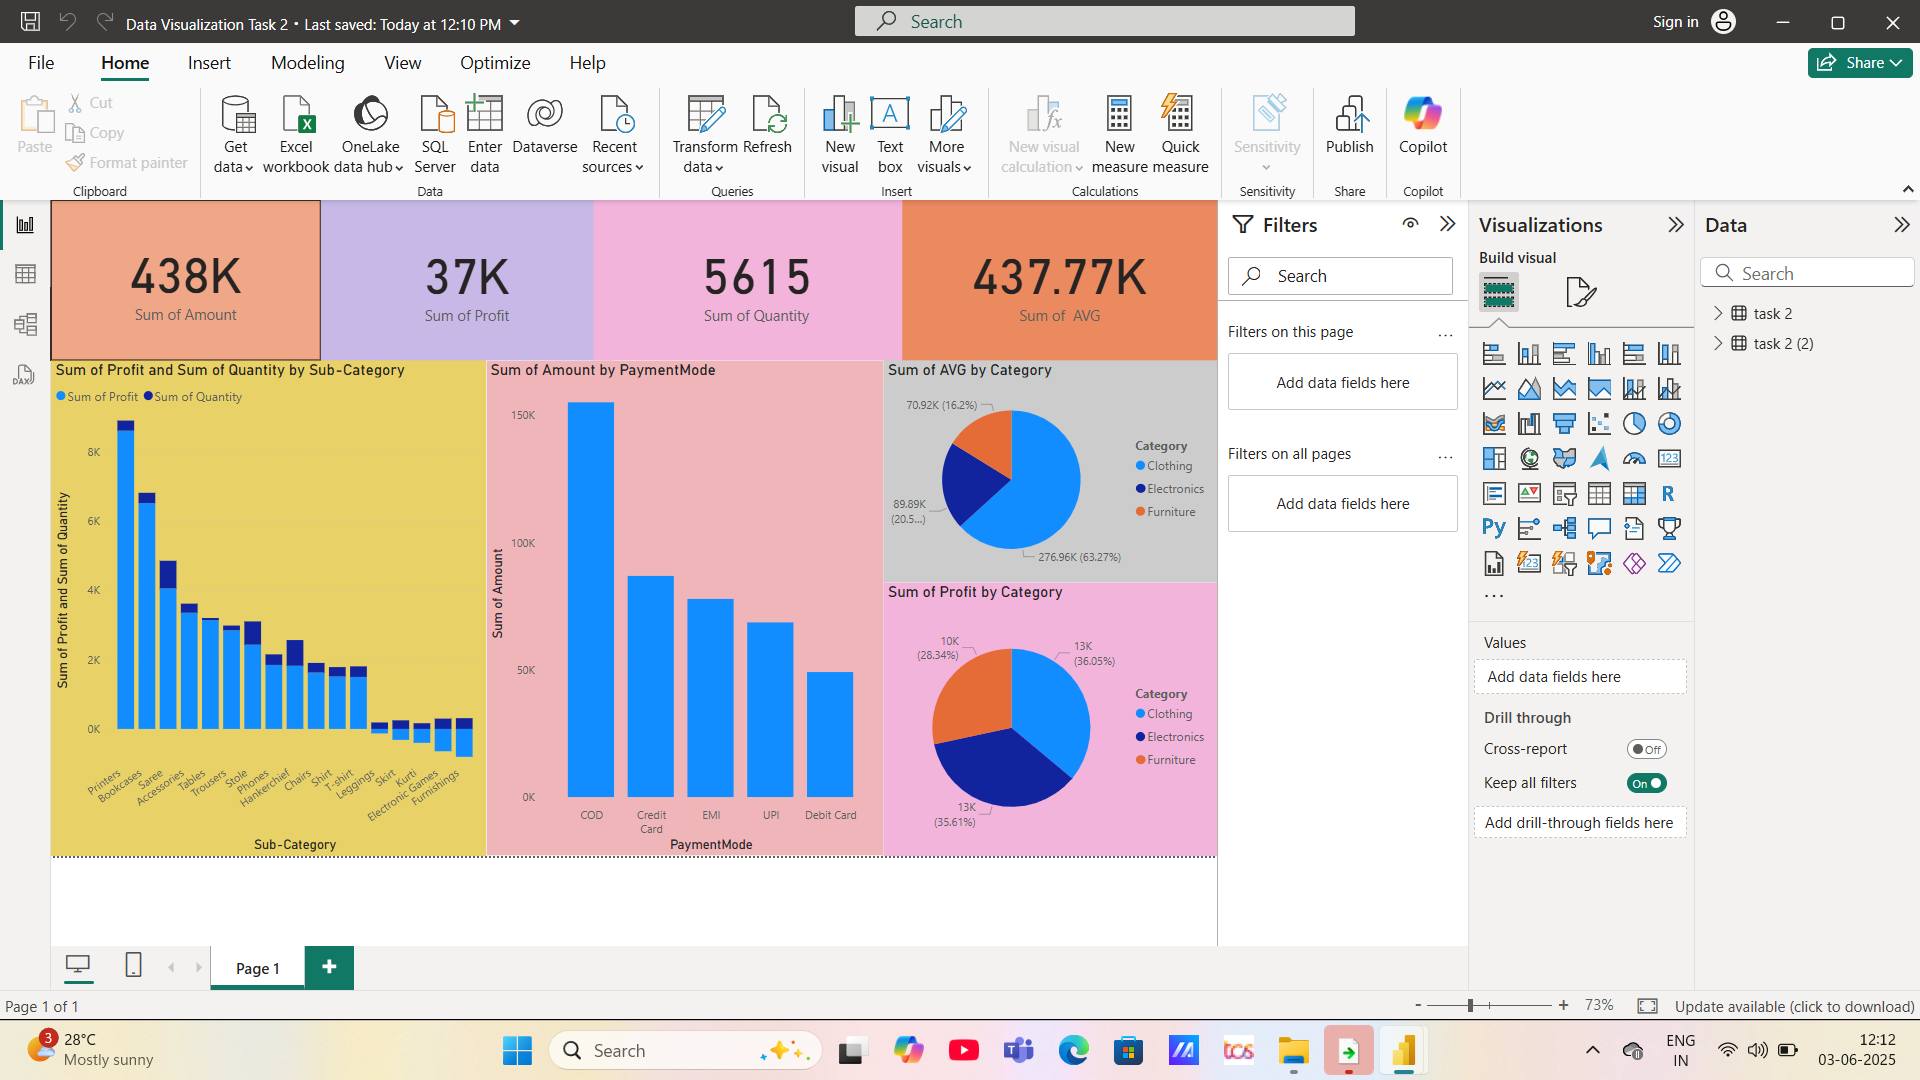 Data Visualization Task 2 • Last saved: Today at 12:10 PM
Search
Sign in
File
Home
Insert
Modeling
View
Optimize
Help
Share
Paste
Cut
Copy
Format painter
Clipboard
Get data
Excel workbook
OneLake data hub
SQL Server
Enter data
Dataverse
Recent sources
Data
Transform data
Refresh
Queries
New visual
Text box
More visuals
Insert
New visual calculation
New measure
Quick measure
Calculations
Sensitivity
Sensitivity
Publish
Share
Copilot
Copilot
438K
Sum of Amount
37K
Sum of Profit
5615
Sum of Quantity
437.77K
Sum of AVG
Sum of Profit and Sum of Quantity by Sub-Category
Sum of Profit
Sum of Quantity
Sum of Profit and Sum of Quantity
8K
6K
4K
2K
0K
Printers
Bookcases
Saree
Accessories
Tables
Trousers
Stole
Phones
Hankerchief
Chairs
Shirt
T-shirt
Leggings
Skirt
Kurti
Electronic Games
Furnishings
Sub-Category
Sum of Amount by PaymentMode
Sum of Amount
150K
100K
50K
0K
COD
Credit Card
EMI
UPI
Debit Card
PaymentMode
Sum of AVG by Category
70.92K (16.2%)
89.89K
(20.5...)
276.96K (63.27%)
Category
Clothing
Electronics
Furniture
Sum of Profit by Category
10K
(28.34%)
13K
(36.05%)
13K
(35.61%)
Category
Clothing
Electronics
Furniture
Filters
Search
Filters on this page
...
Add data fields here
Filters on all pages
...
Add data fields here
Visualizations
Build visual
123
R
Py
123
...
Values
Add data fields here
Drill through
Cross-report
Off
Keep all filters
On
Add drill-through fields here
Data
Search
task 2
task 2 (2)
DAX
Page 1
+
Page 1 of 1
-
+
73%
Update available (click to download)
3
28°C
Mostly sunny
Search
tcs
ENG
IN
12:12
03-06-2025